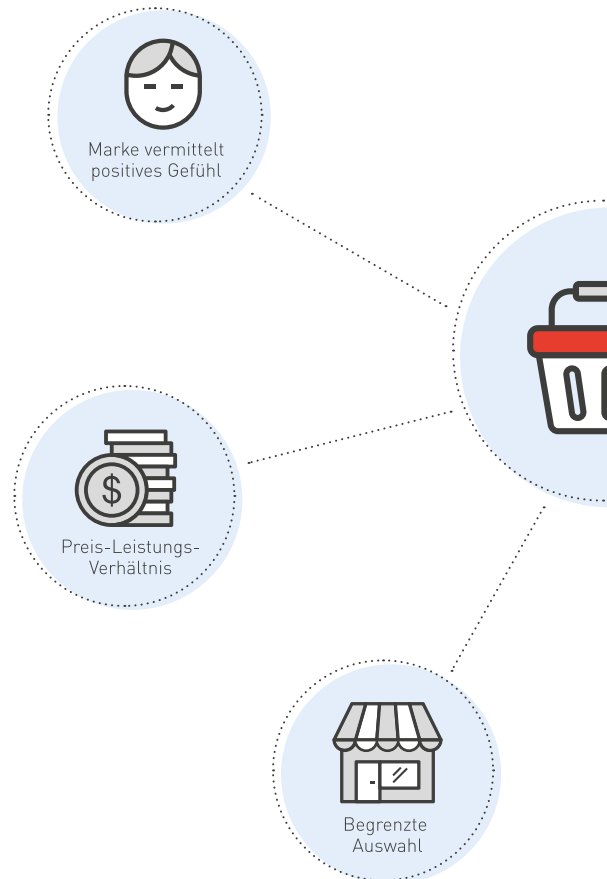 Marke vermittelt
positives Gefühl
$
Preis-Leistungs-
Verhältnis
Begrenzte
Auswahl